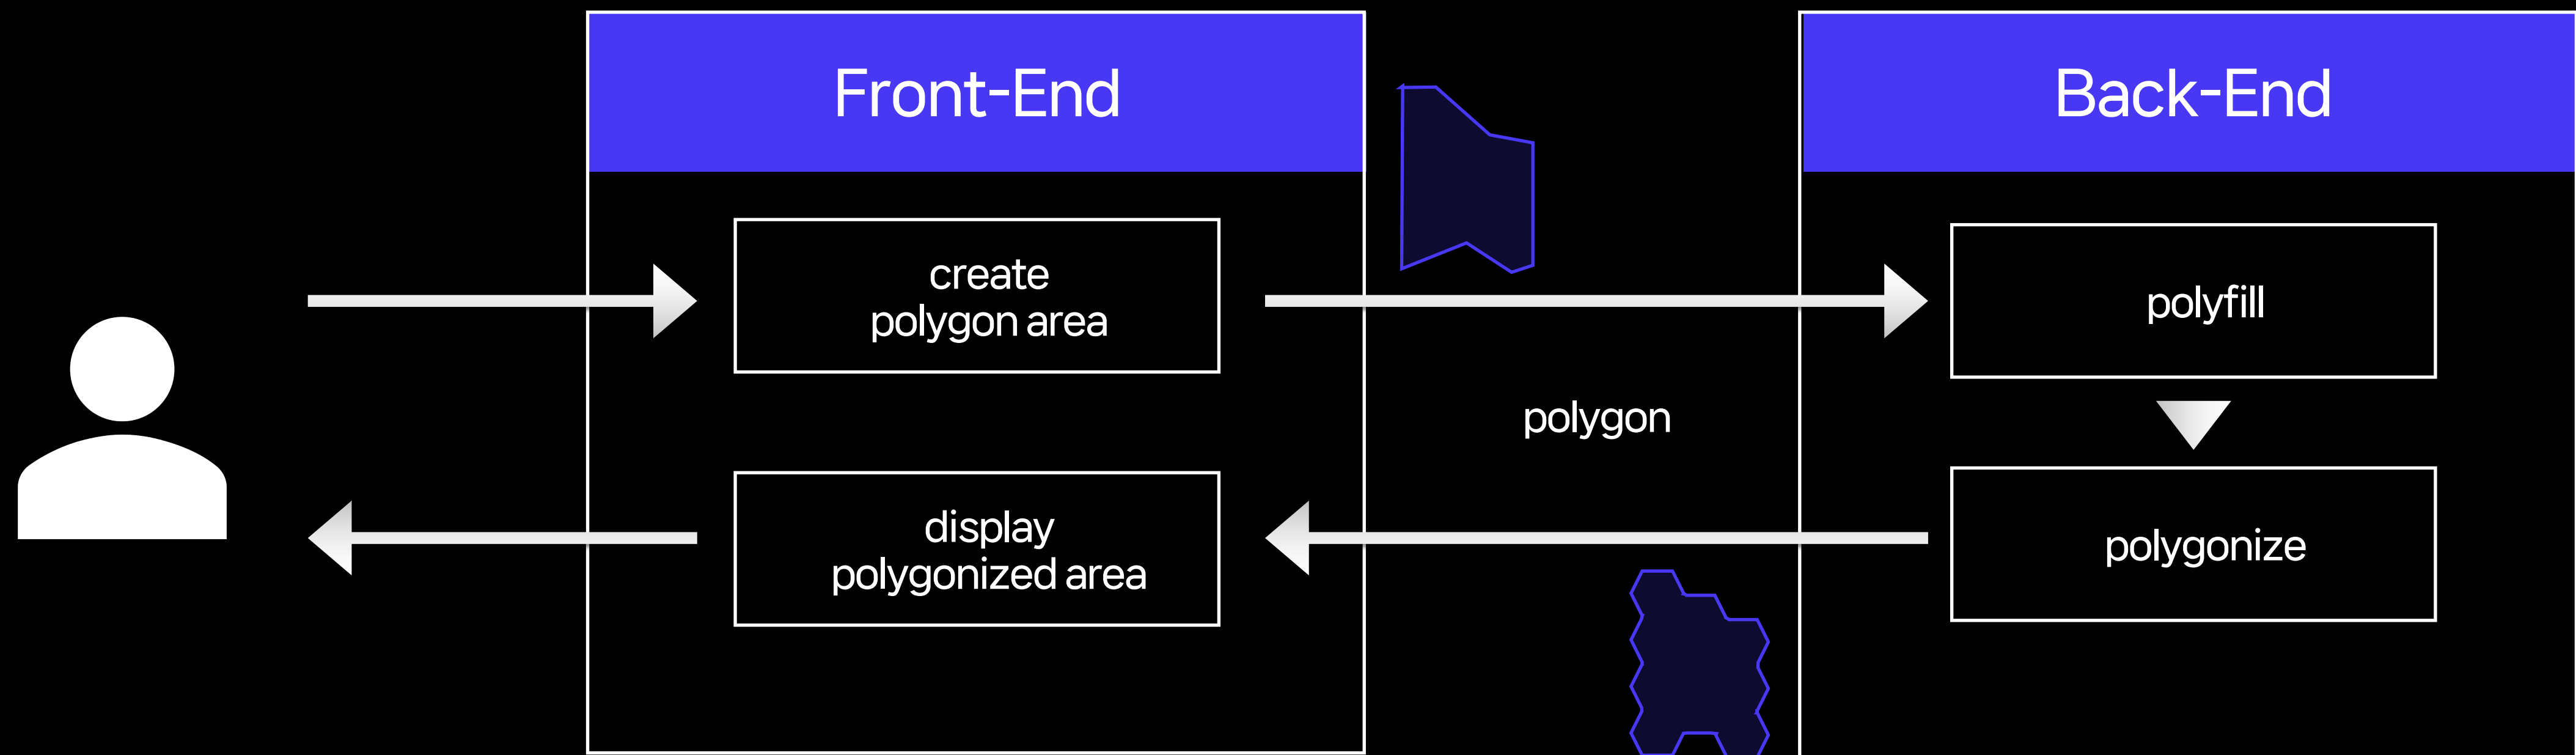 Front-End
Back-End
create
polygon area
polyfill
polygon
display
polygonized area
polygonize